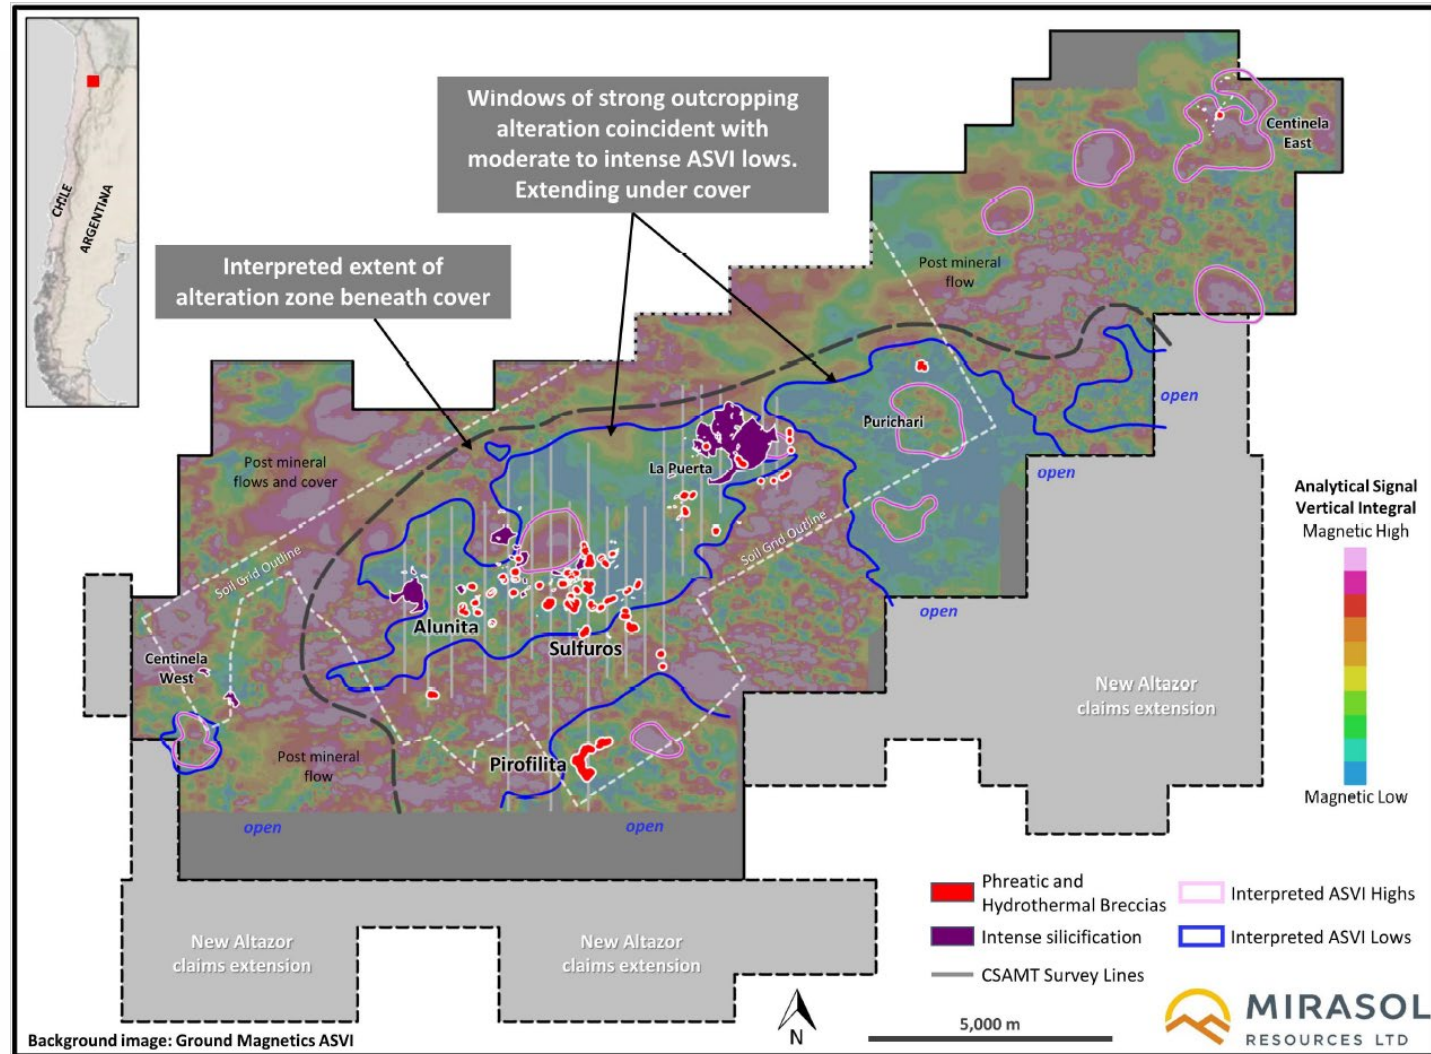 CHILE
ARGENTINA
Windows of strong outcropping
alteration coincident with
moderate to intense ASVI lows.
Extending under cover
Interpreted extent of
alteration zone beneath cover
Centinela
East
Post mineral
flow
open
Purichari
La Puerta
open
Post mineral
flows and cover
Soil Grid Outline
Soil Grid Outline
open
Alunita
Sulfuros
Centinela
West
Post mineral
flow
Pirofilita
open
open
New Altazor
claims extension
New Altazor
claims extension
New Altazor
claims extension
Analytical Signal
Vertical Integral
Magnetic High
Magnetic Low
Phreatic and
Hydrothermal Breccias
Intense silicification
CSAMT Survey Lines
Interpreted ASVI Highs
Interpreted ASVI Lows
N
5,000 m
MIRASOL
RESOURCES LTD
Background image: Ground Magnetics ASVI